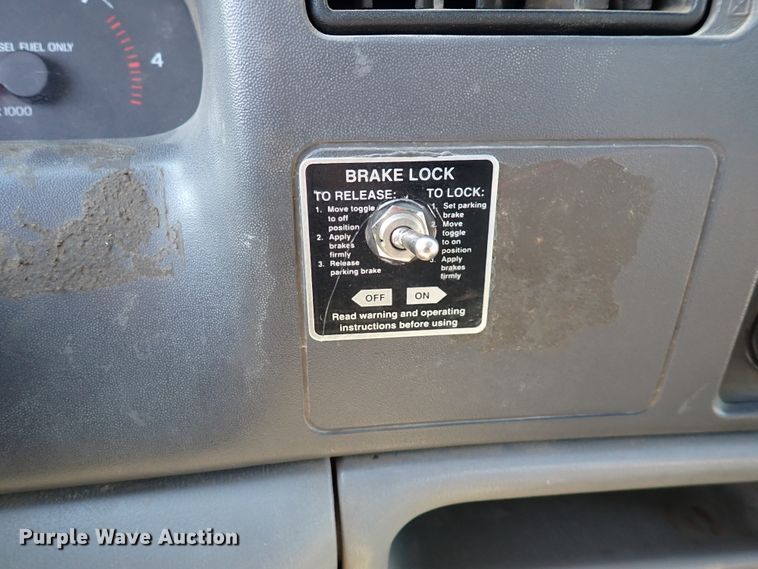 SEL FUEL ONLY
4
1000
BRAKE LOCK
TO RELEASE:
1. Move toggle
to off
position
2. Apply
brakes
firmly
3. Release
parking brake
TO LOCK:
1. Set parking
brake
2. Move
toggle
to on
position
3. Apply
brakes
firmly
OFF
ON
Read warning and operating
instructions before using
Purple Wave Auction